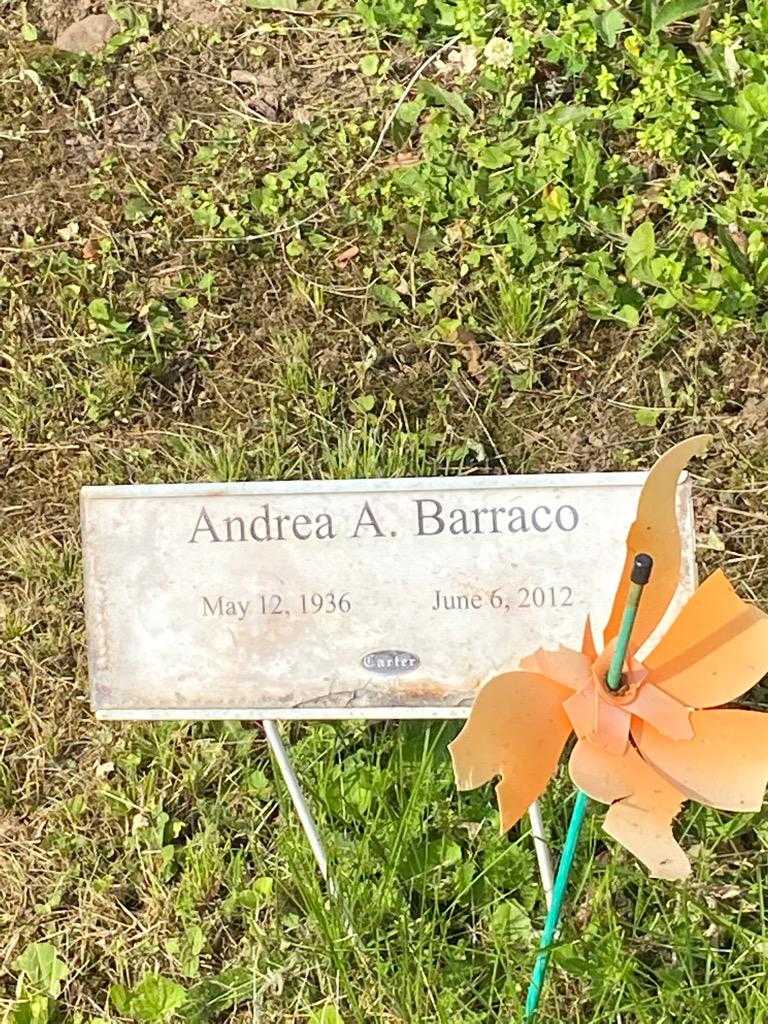 Andrea A. Barraco
May 12, 1936 June 6, 2012
Carter